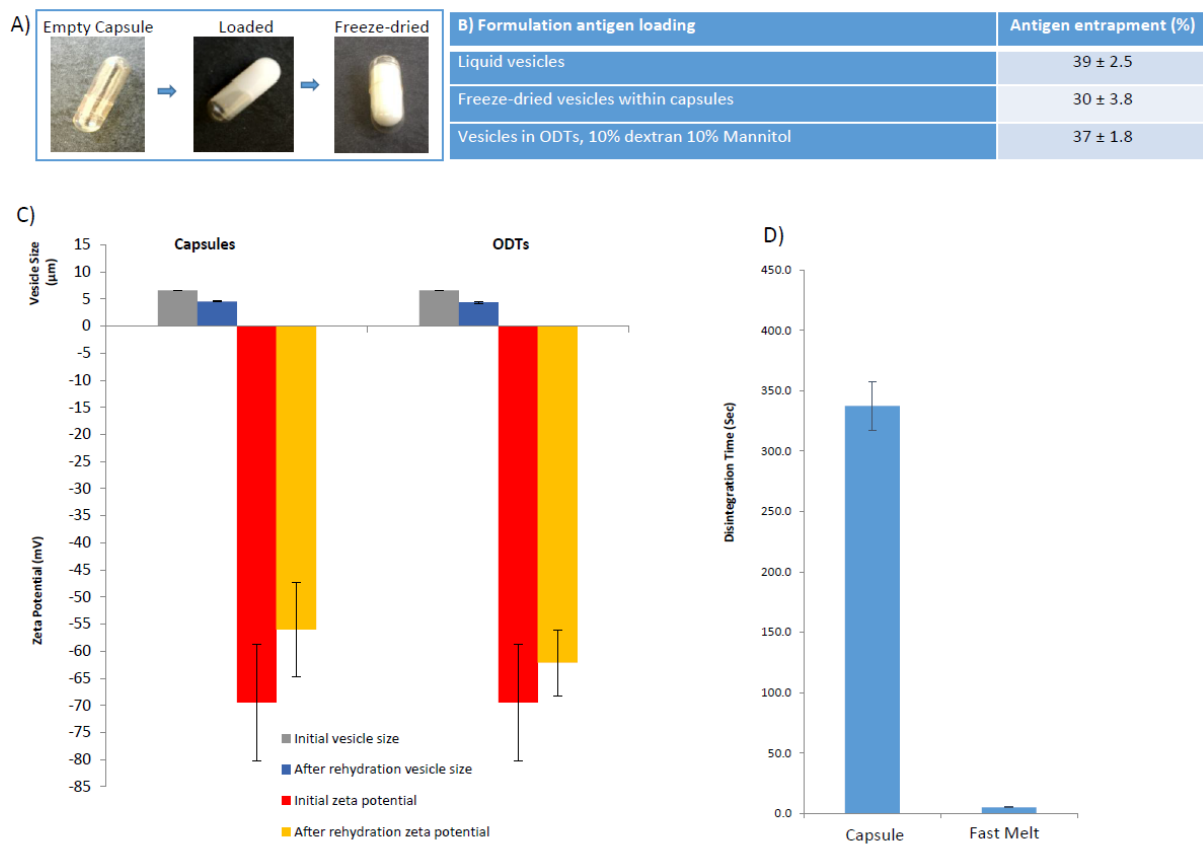 A)
Empty Capsule
Loaded
Freeze-dried
B) Formulation antigen loading
Antigen entrapment (%)
Liquid vesicles
39 ± 2.5
Freeze-dried vesicles within capsules
30 ± 3.8
Vesicles in ODTs, 10% dextran 10% Mannitol
37 ± 1.8
C)
Capsules
ODTs
Vesicle Size
(µm)
Zeta Potential (mV)
15
10
5
0
-5
-10
-15
-20
-25
-30
-35
-40
-45
-50
-55
-60
-65
-70
-75
-80
-85
Initial vesicle size
After rehydration vesicle size
Initial zeta potential
After rehydration zeta potential
D)
Disintegration Time (Sec)
450.0
400.0
350.0
300.0
250.0
200.0
150.0
100.0
50.0
0.0
Capsule
Fast Melt